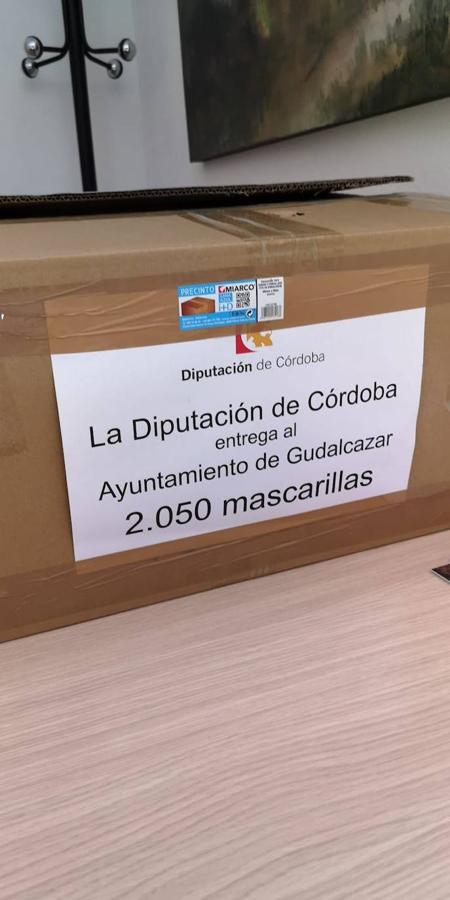 PRECINTO MIARCO
Diputación de Córdoba
La Diputación de Córdoba
entrega al
Ayuntamiento de Gudalcazar
2.050 mascarillas